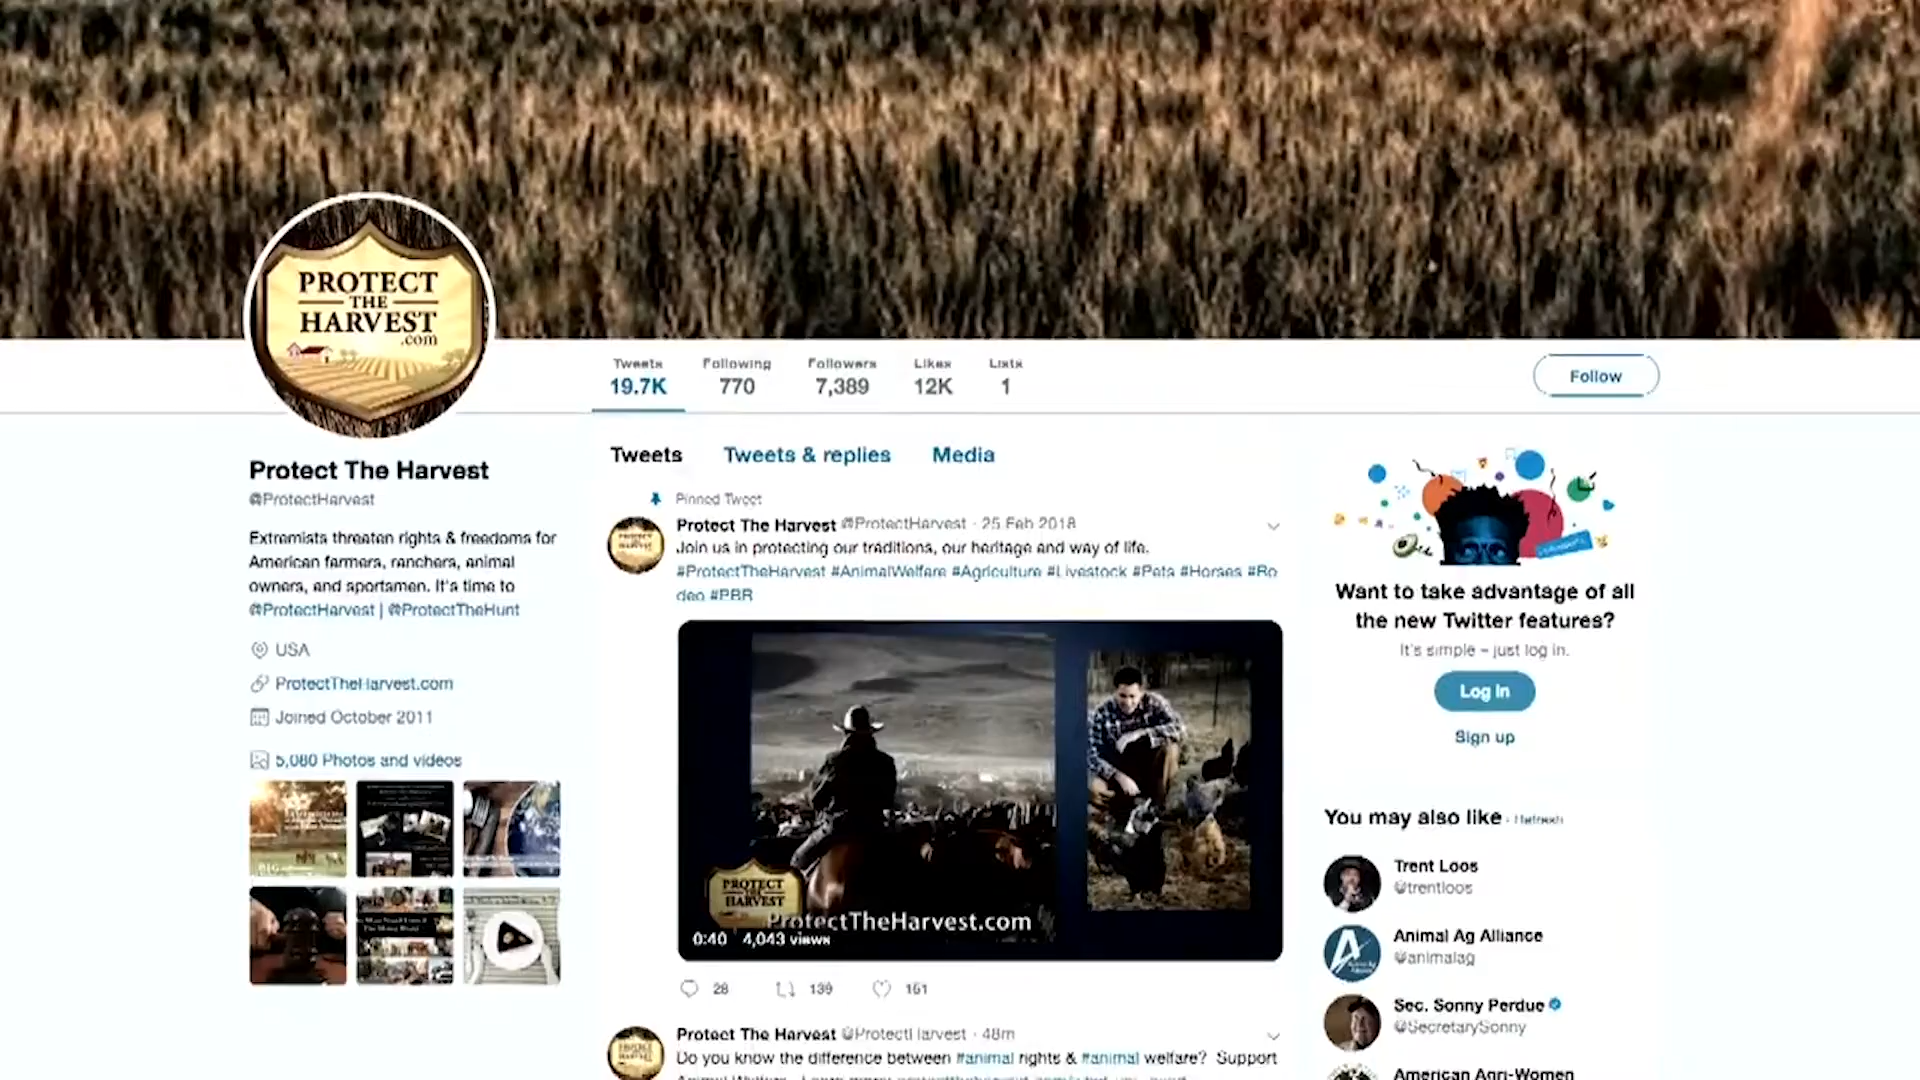 PROTECT
THE
HARVEST
.com
Tweets
19.7K
Following
770
Followers
7,389
Likes
12K
Lists
1
Follow
Protect The Harvest
@ProtectHarvest
Extremists threaten rights & freedoms for
American farmers, ranchers, animal
owners, and sportsmen. It's time to
@ProtectHarvest | @ProtectTheHunt
USA
ProtectTheHarvest.com
Joined October 2011
5,080 Photos and videos
Tweets
Tweets & replies
Media
Pinned Tweet
Protect The Harvest @ProtectHarvest · 25 Feb 2018
Join us in protecting our traditions, our heritage and way of life.
#ProtectTheHarvest #AnimalWelfare #Agriculture #Livestock #Pets #Horses #Ro
deo #PBR
PROTECT
THE
HARVEST
ProtectTheHarvest.com
0:40 4,043 views
28 139 161
Protect The Harvest @ProtectHarvest · 48m
Do you know the difference between #animal rights & #animal welfare? Support
Want to take advantage of all
the new Twitter features?
It's simple – just log in.
Log in
Sign up
You may also like · Refresh
Trent Loos
@trentloos
Animal Ag Alliance
@animalag
Sec. Sonny Perdue
@SecretarySonny
American Agri-Women